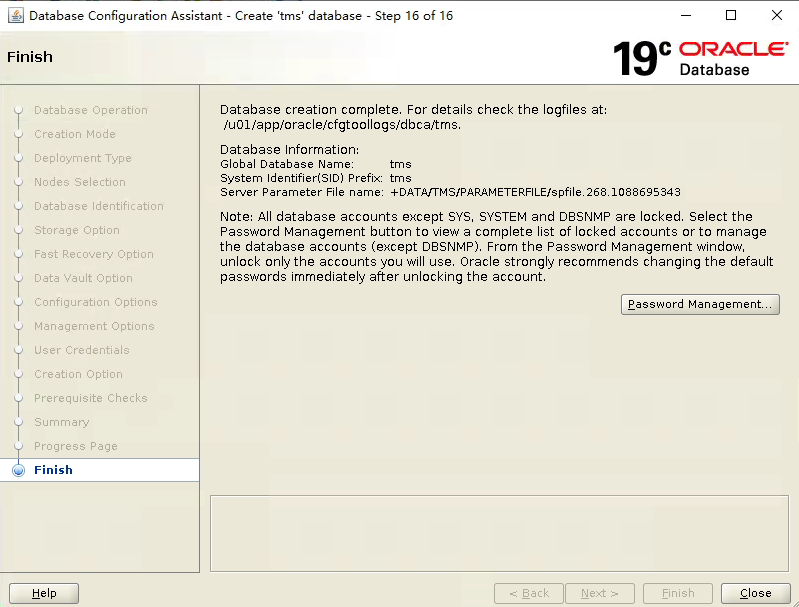 Database Configuration Assistant - Create 'tms' database - Step 16 of 16
Finish
19c ORACLE
Database
Database Operation
Creation Mode
Deployment Type
Nodes Selection
Database Identification
Storage Option
Fast Recovery Option
Data Vault Option
Configuration Options
Management Options
User Credentials
Creation Option
Prerequisite Checks
Summary
Progress Page
Finish
Database creation complete. For details check the logfiles at:
/u01/app/oracle/cfgtoollogs/dbca/tms.
Database Information:
Global Database Name: tms
System Identifier(SID) Prefix: tms
Server Parameter File name: +DATA/TMS/PARAMETERFILE/spfile.268.1088695343
Note: All database accounts except SYS, SYSTEM and DBSNMP are locked. Select the
Password Management button to view a complete list of locked accounts or to manage
the database accounts (except DBSNMP). From the Password Management window,
unlock only the accounts you will use. Oracle strongly recommends changing the default
passwords immediately after unlocking the account.
Password Management...
Help
< Back
Next >
Finish
Close